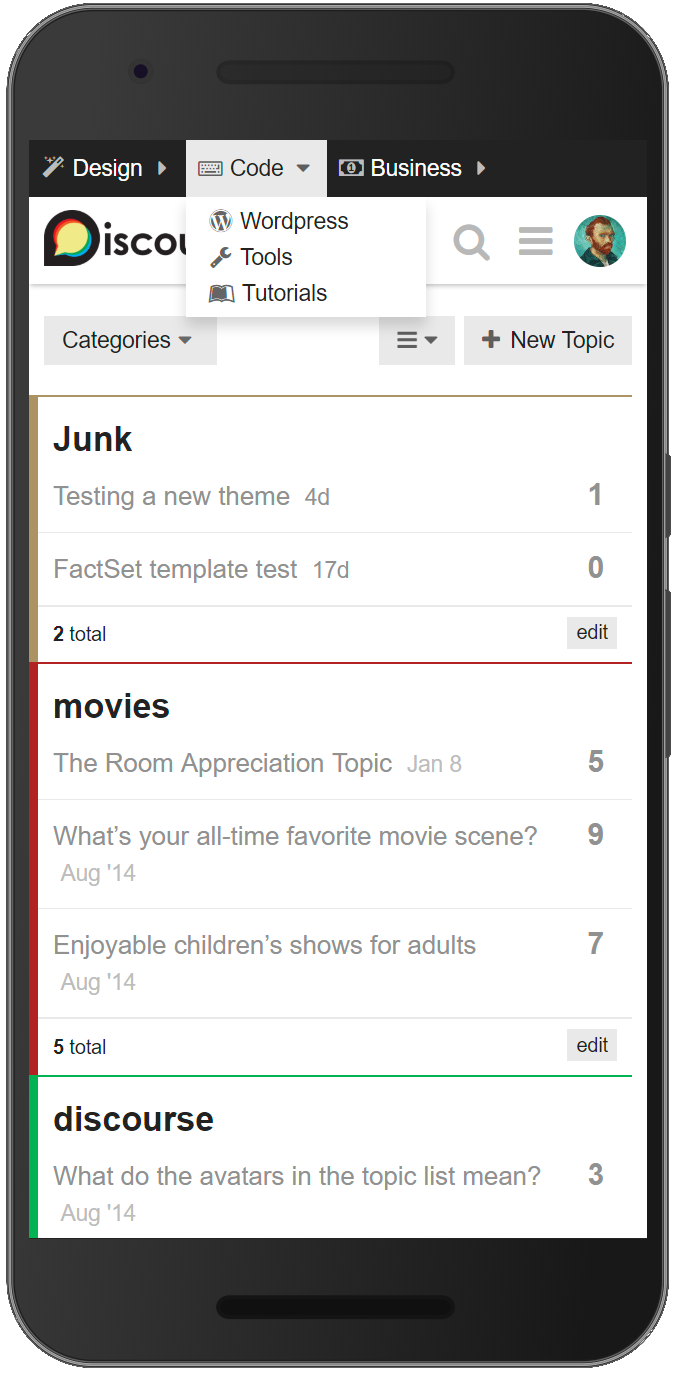 Design Code Business
Wordpress
Tools
Tutorials
Categories New Topic
Junk
Testing a new theme 4d 1
FactSet template test 17d 0
2 total edit
movies
The Room Appreciation Topic Jan 8 5
What’s your all-time favorite movie scene? 9
Aug '14
Enjoyable children’s shows for adults 7
Aug '14
5 total edit
discourse
What do the avatars in the topic list mean? 3
Aug '14